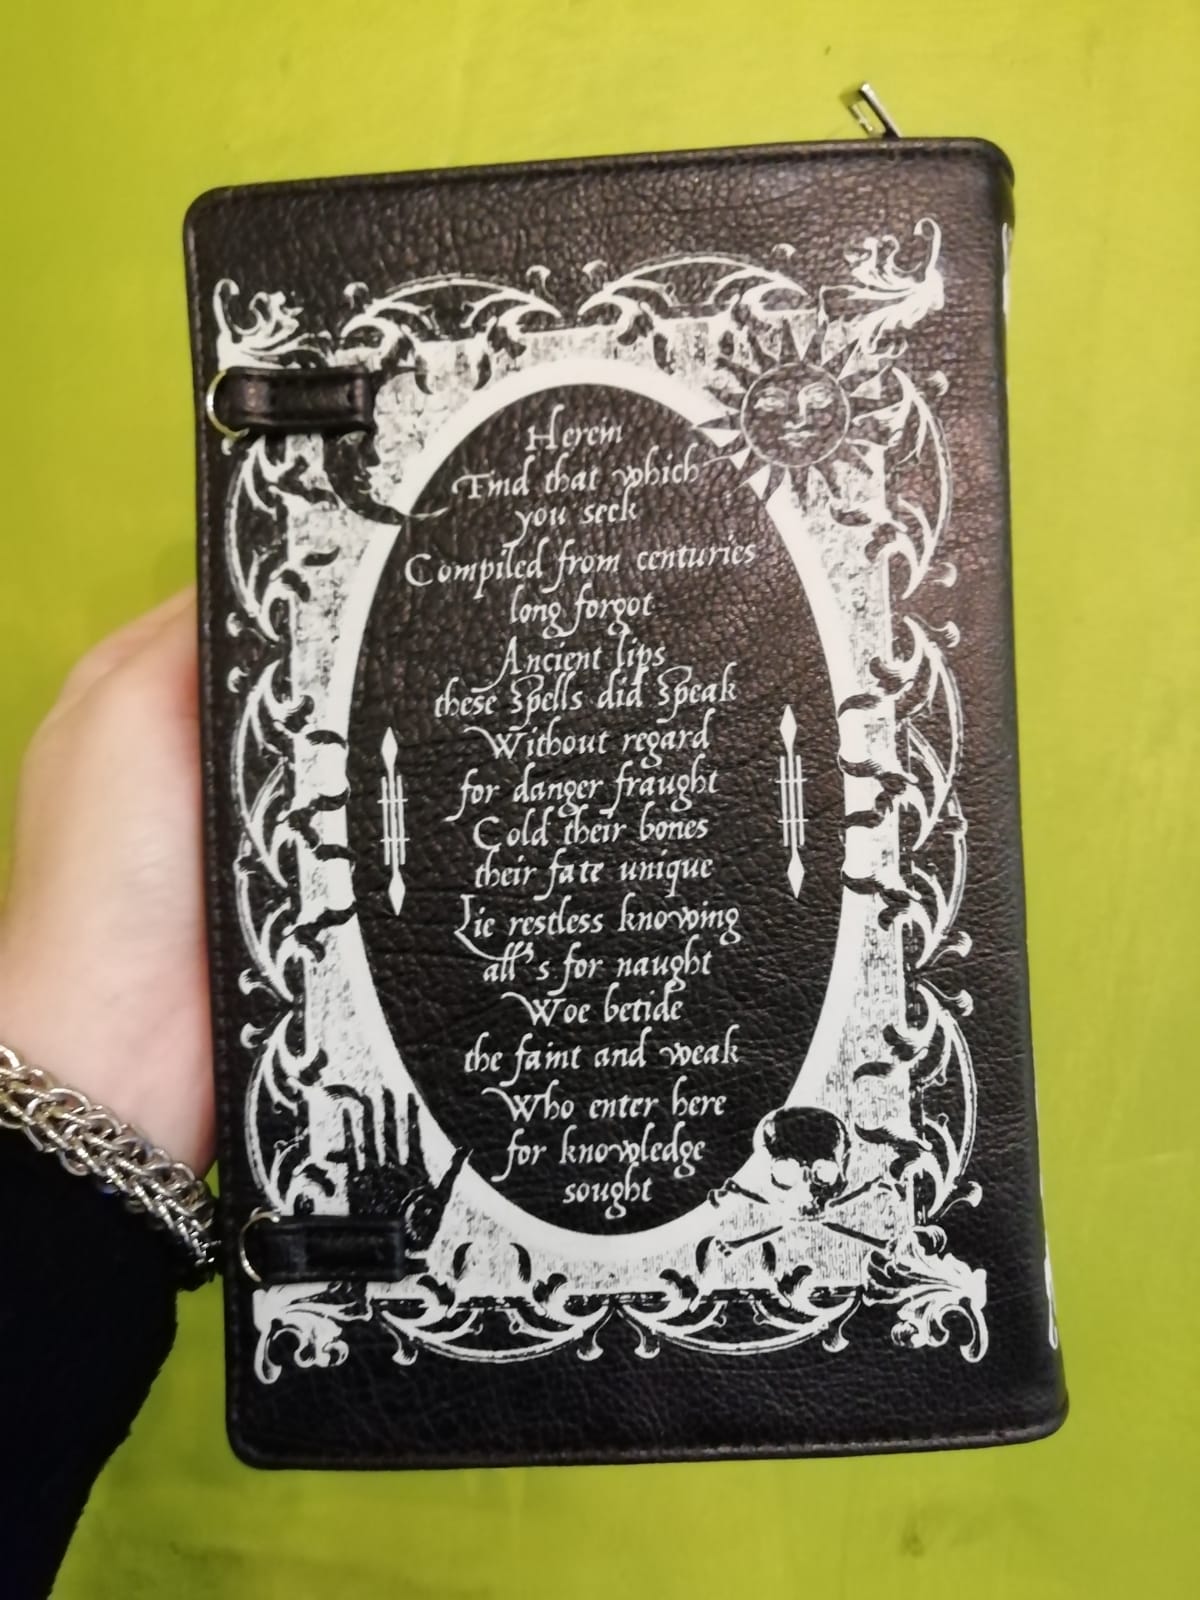 Herein
Find that which
you seek
Compiled from centuries
long forgot
Ancient lips
these spells did speak
Without regard
for danger fraught
Cold their bones
their fate unique
Lie restless knowing
all's for naught
Woe betide
the faint and weak
Who enter here
for knowledge
sought